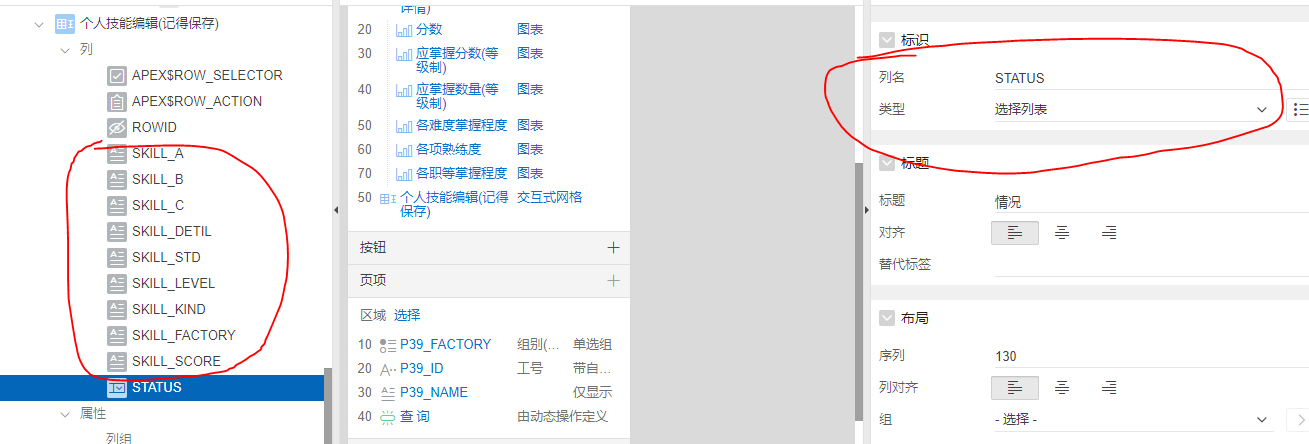 个人技能编辑(记得保存)
列
APEX$ROW_SELECTOR
APEX$ROW_ACTION
ROWID
SKILL_A
SKILL_B
SKILL_C
SKILL_DETIL
SKILL_STD
SKILL_LEVEL
SKILL_KIND
SKILL_FACTORY
SKILL_SCORE
STATUS
属性
列组
详情)
20 分数 图表
30 应掌握分数(等 图表
级制)
40 应掌握数量(等 图表
级制)
50 各难度掌握程度 图表
60 各项熟练度 图表
70 各职等掌握程度 图表
50 个人技能编辑(记得 交互式网格
保存)
按钮
页项
区域 选择
10 P39_FACTORY 组别(... 单选组
20 P39_ID 工号 带自...
30 P39_NAME 仅显示
40 查 询 由动态操作定义
标识
列名 STATUS
类型 选择列表
标题
标题 情况
对齐
替代标签
布局
序列 130
列对齐
组 - 选择 -